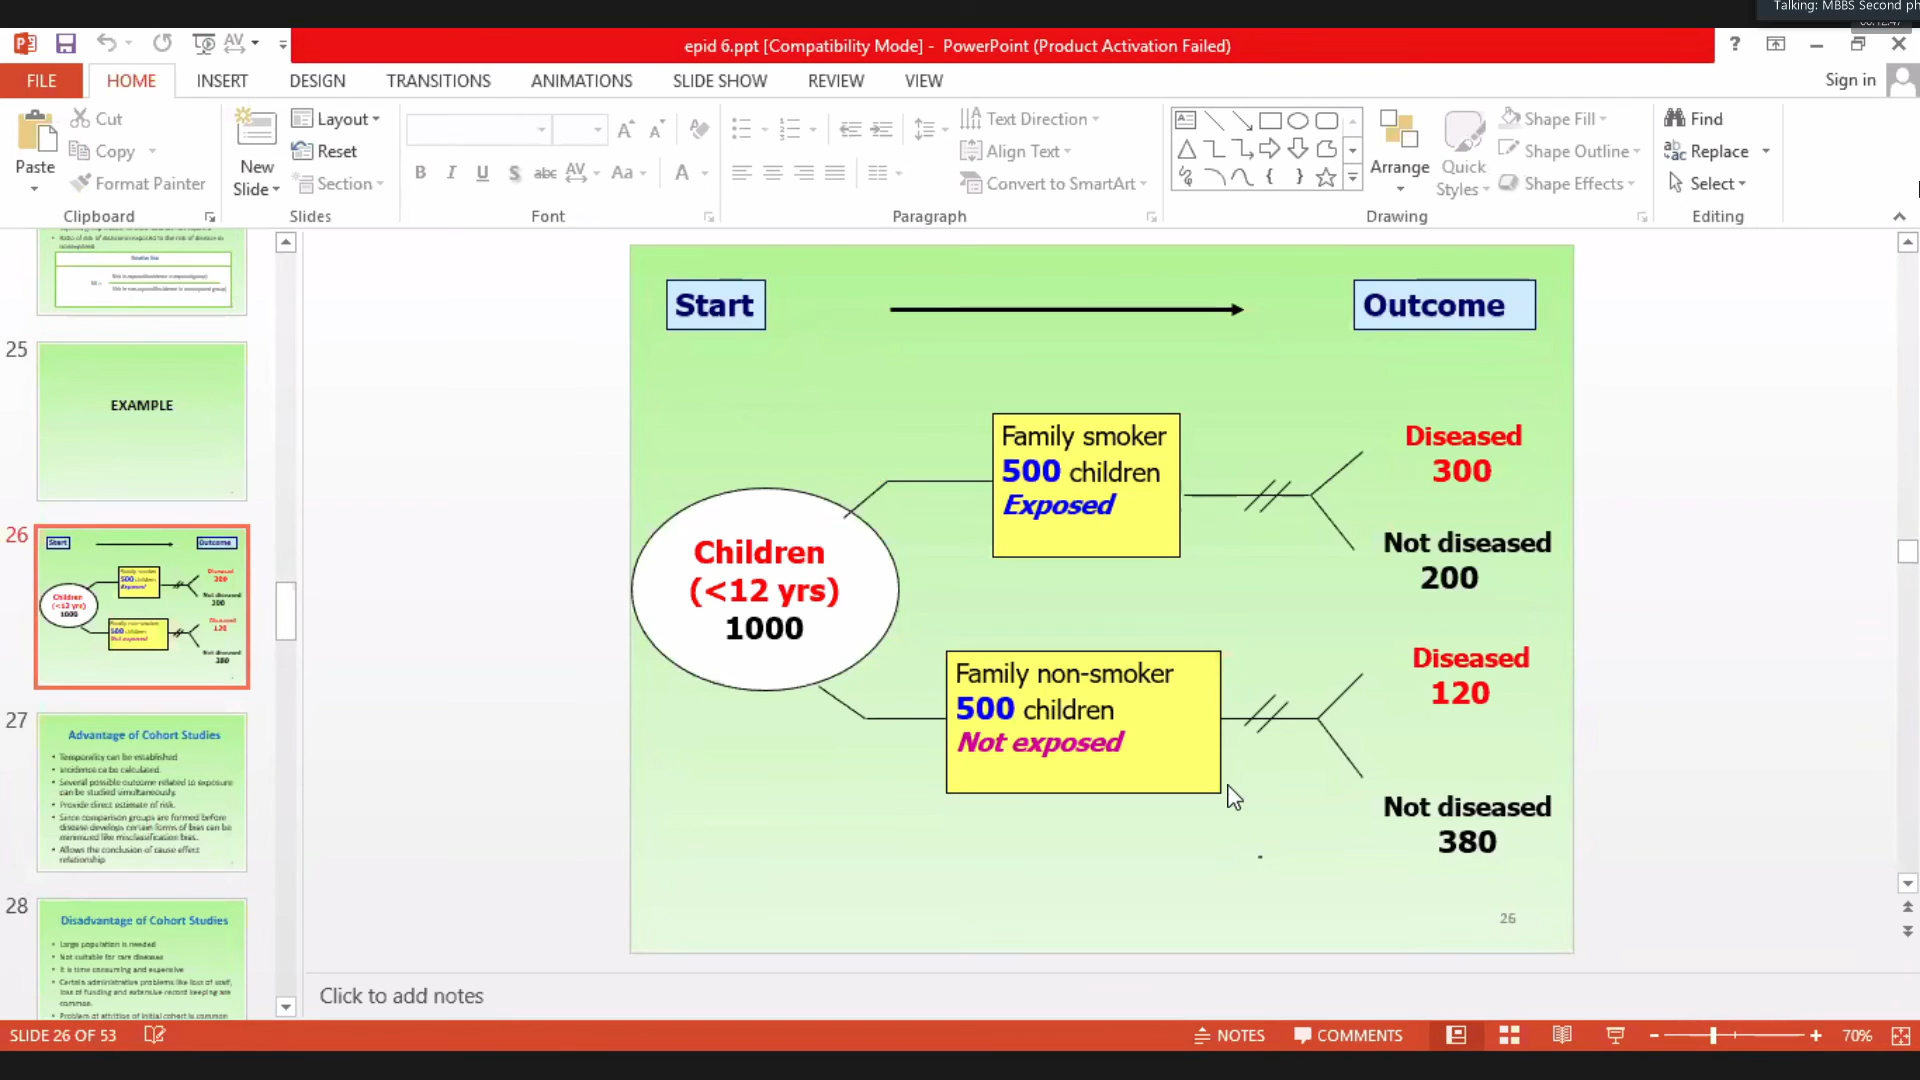 Talking: MBBS Second ph
epid 6.ppt [Compatibility Mode] - PowerPoint (Product Activation Failed)
FILE HOME INSERT DESIGN TRANSITIONS ANIMATIONS SLIDE SHOW REVIEW VIEW Sign in
Paste
Cut
Copy
Format Painter
Clipboard
New
Slide
Layout
Reset
Section
Slides
Font
Text Direction
Align Text
Convert to SmartArt
Paragraph
Arrange
Quick
Styles
Shape Fill
Shape Outline
Shape Effects
Drawing
Find
Replace
Select
Editing
25
EXAMPLE
26
Start Outcome
Children
(<12 yrs)
1000
27
Advantage of Cohort Studies
Temporality can be established
Incidence ca be calculated.
Several possible outcome related to exposure
can be studied simultaneously.
Provide direct estimate of risk.
Since comparison groups are formed before
disease develops certain forms of bias can be
minimized like misclassification bias.
Allows the conclusion of cause effect
relationship
28
Disadvantage of Cohort Studies
Large population is needed
Not suitable for rare diseases
It is time consuming and expensive
Certain administrative problems like loss of staff,
loss of funding and extensive record keeping are
common.
Problem of attrition of initial cohort is common
Start
Outcome
Children
(<12 yrs)
1000
Family smoker
500 children
Exposed
Diseased
300
Not diseased
200
Family non-smoker
500 children
Not exposed
Diseased
120
Not diseased
380
26
Click to add notes
SLIDE 26 OF 53
NOTES
COMMENTS
70%